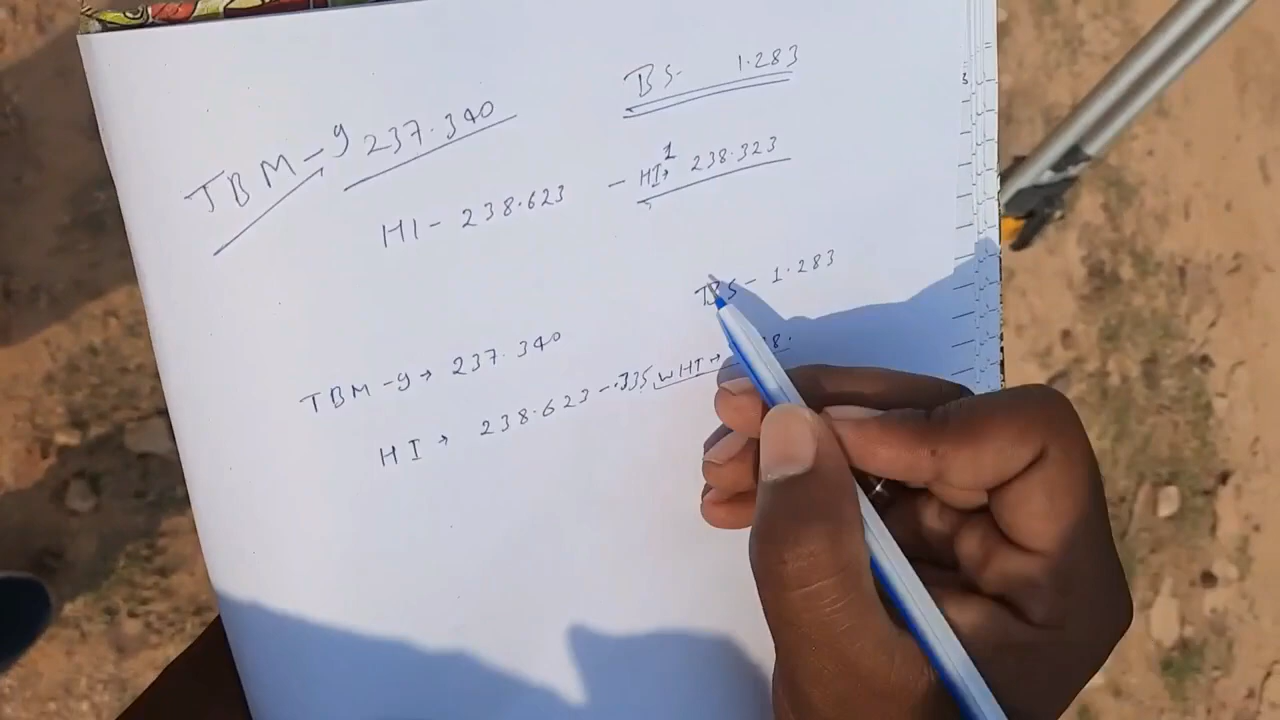 BS. 1.283
TBM-9 237.340
HI - 238.623 - HI→ 1 238.323
BS - 1.283
TBM-9 → 237.340
HI → 238.623 - .335 WHI →